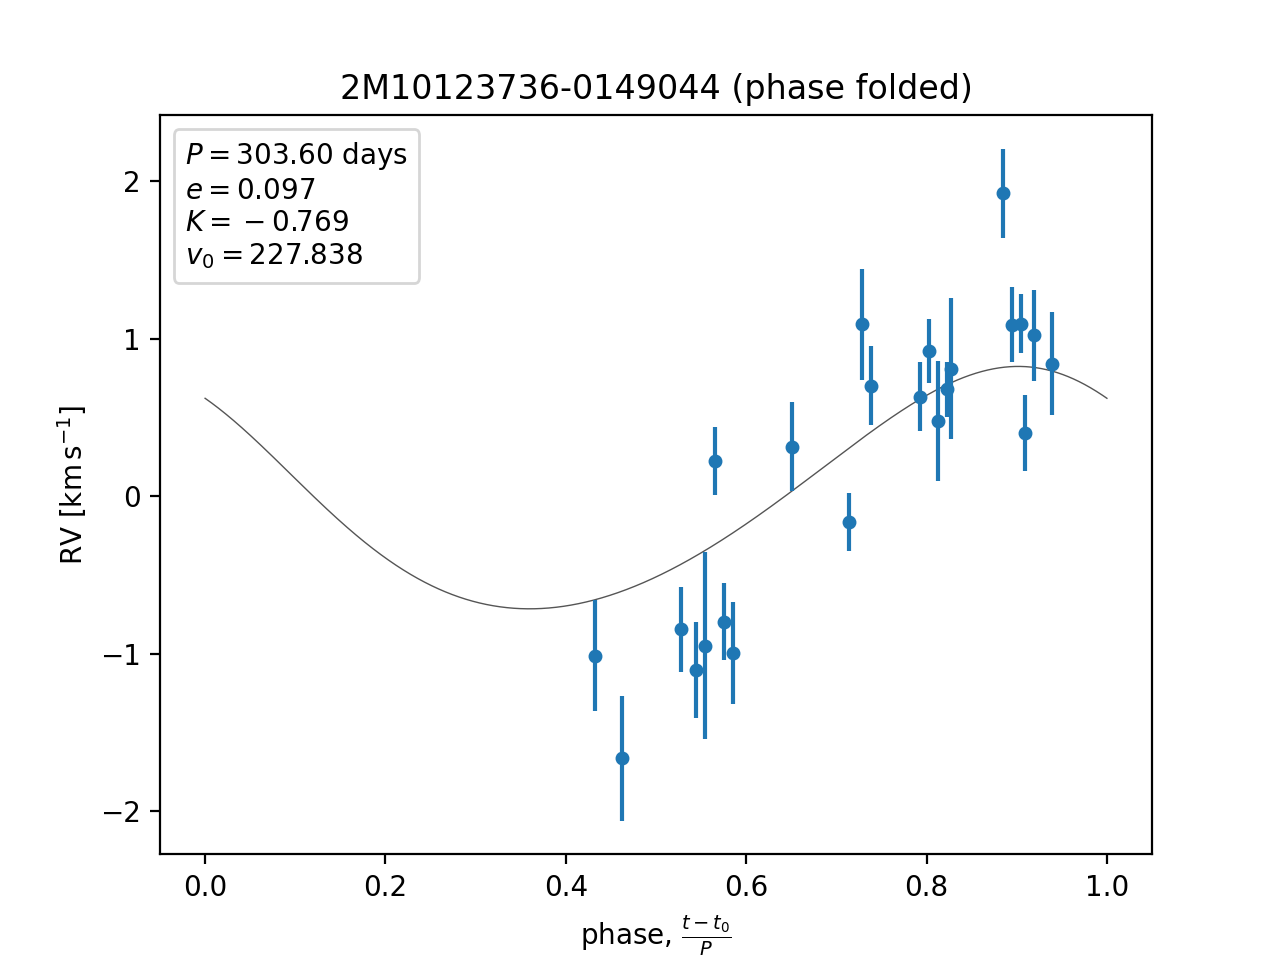 2M10123736-0149044 (phase folded)
P = 303.60 days
e = 0.097
K = −0.769
v₀ = 227.838
2
1
0
−1
−2
RV [km s⁻¹]
0.0 0.2 0.4 0.6 0.8 1.0
phase, (t − t₀)/P